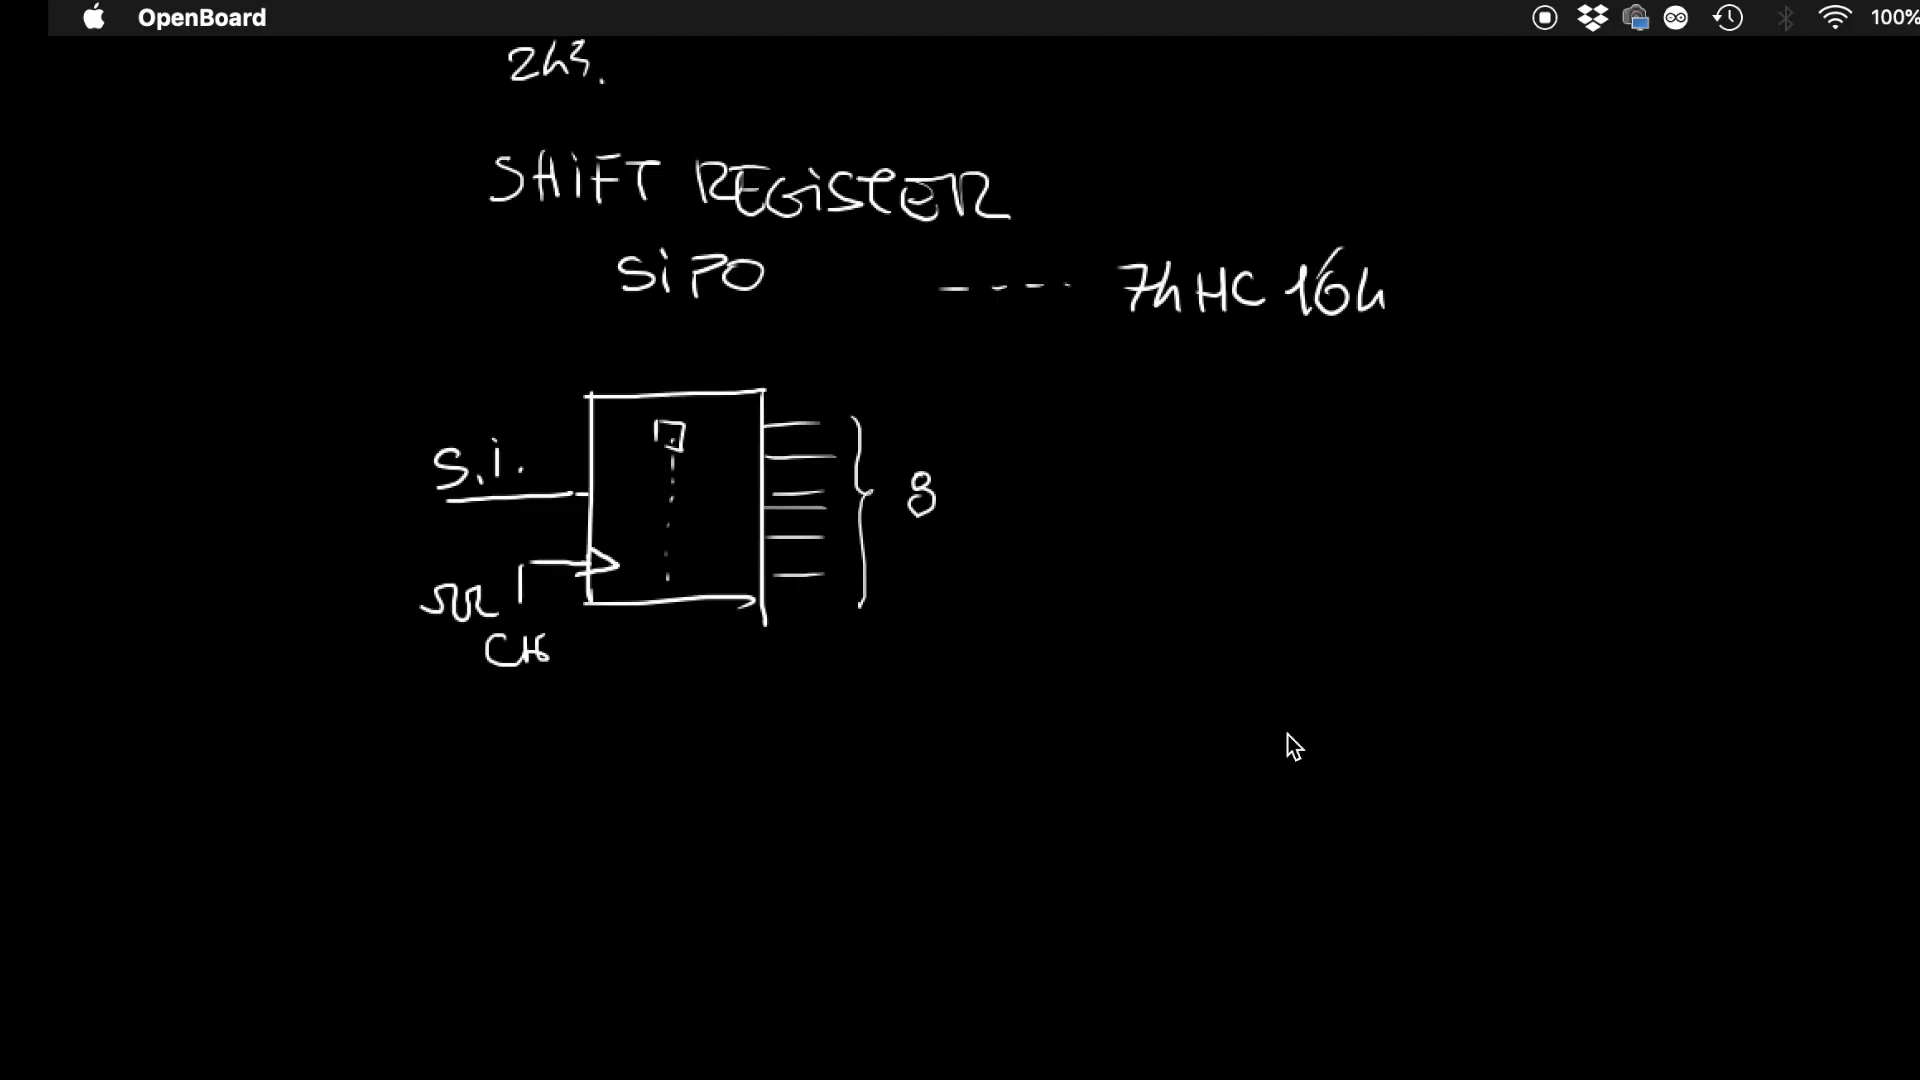 OpenBoard
100%
243.
SHiFT REGiSTER
SiPO ---- 74HC164
S.i.
8
CK